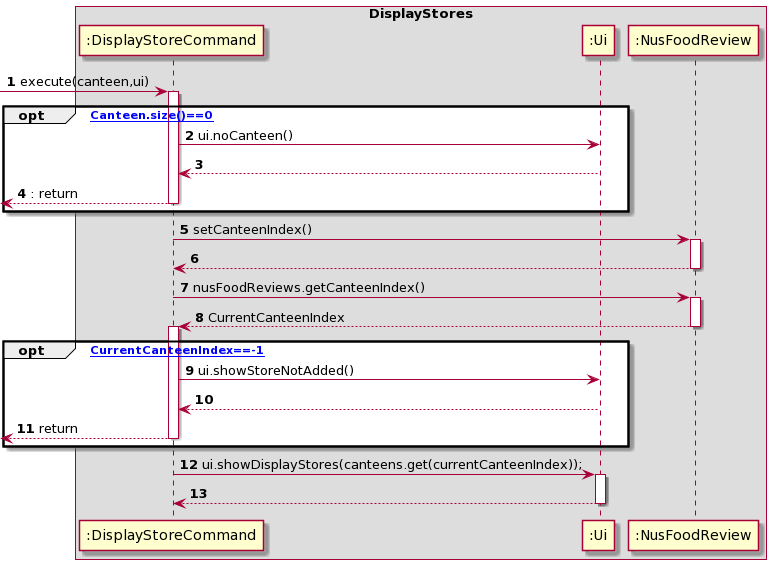 DisplayStores
:DisplayStoreCommand :Ui :NusFoodReview
1 execute(canteen,ui)
opt Canteen.size()==0
2 ui.noCanteen()
3
4 : return
5 setCanteenIndex()
6
7 nusFoodReviews.getCanteenIndex()
8 CurrentCanteenIndex
opt CurrentCanteenIndex==-1
9 ui.showStoreNotAdded()
10
11 return
12 ui.showDisplayStores(canteens.get(currentCanteenIndex));
13
:DisplayStoreCommand :Ui :NusFoodReview